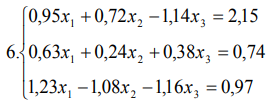 0,95x₁ + 0,72x₂ − 1,14x₃ = 2,15
6. 0,63x₁ + 0,24x₂ + 0,38x₃ = 0,74
1,23x₁ − 1,08x₂ − 1,16x₃ = 0,97